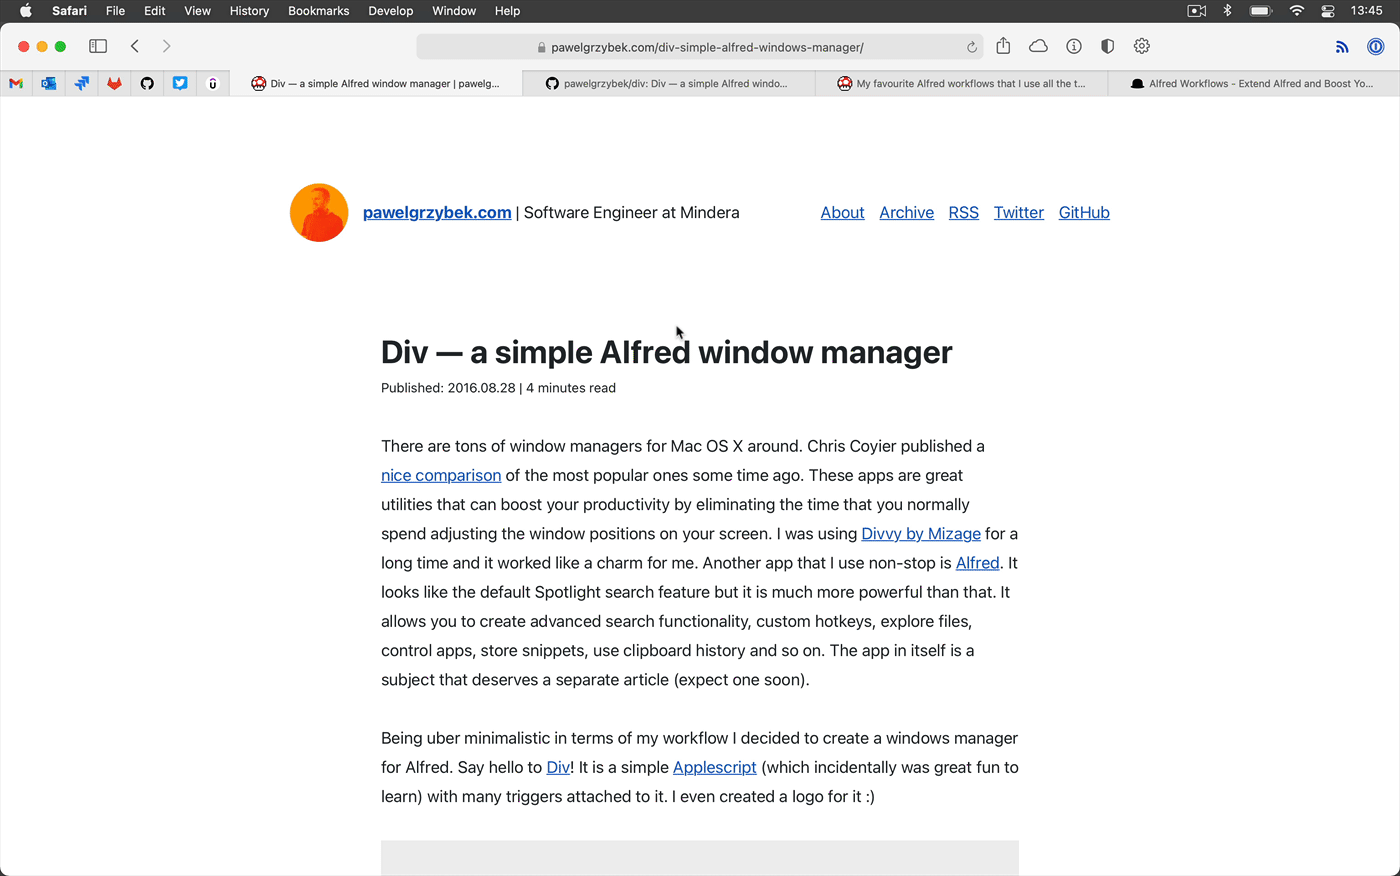 Safari File Edit View History Bookmarks Develop Window Help 13:45
pawelgrzybek.com/div-simple-alfred-windows-manager/
Div — a simple Alfred window manager | pawelg... pawelgrzybek/div: Div — a simple Alfred windo... My favourite Alfred workflows that I use all the t... Alfred Workflows - Extend Alfred and Boost Yo...
pawelgrzybek.com | Software Engineer at Mindera About Archive RSS Twitter GitHub
Div — a simple Alfred window manager
Published: 2016.08.28 | 4 minutes read
There are tons of window managers for Mac OS X around. Chris Coyier published a
nice comparison of the most popular ones some time ago. These apps are great
utilities that can boost your productivity by eliminating the time that you normally
spend adjusting the window positions on your screen. I was using Divvy by Mizage for a
long time and it worked like a charm for me. Another app that I use non-stop is Alfred. It
looks like the default Spotlight search feature but it is much more powerful than that. It
allows you to create advanced search functionality, custom hotkeys, explore files,
control apps, store snippets, use clipboard history and so on. The app in itself is a
subject that deserves a separate article (expect one soon).
Being uber minimalistic in terms of my workflow I decided to create a windows manager
for Alfred. Say hello to Div! It is a simple Applescript (which incidentally was great fun to
learn) with many triggers attached to it. I even created a logo for it :)